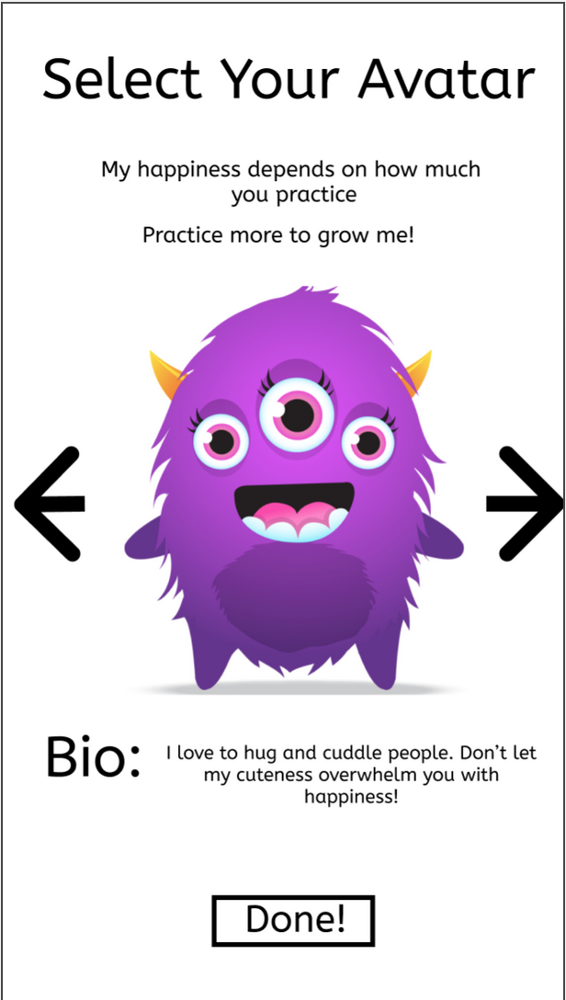 Select Your Avatar
My happiness depends on how much
you practice
Practice more to grow me!
Bio:
I love to hug and cuddle people. Don’t let
my cuteness overwhelm you with
happiness!
Done!